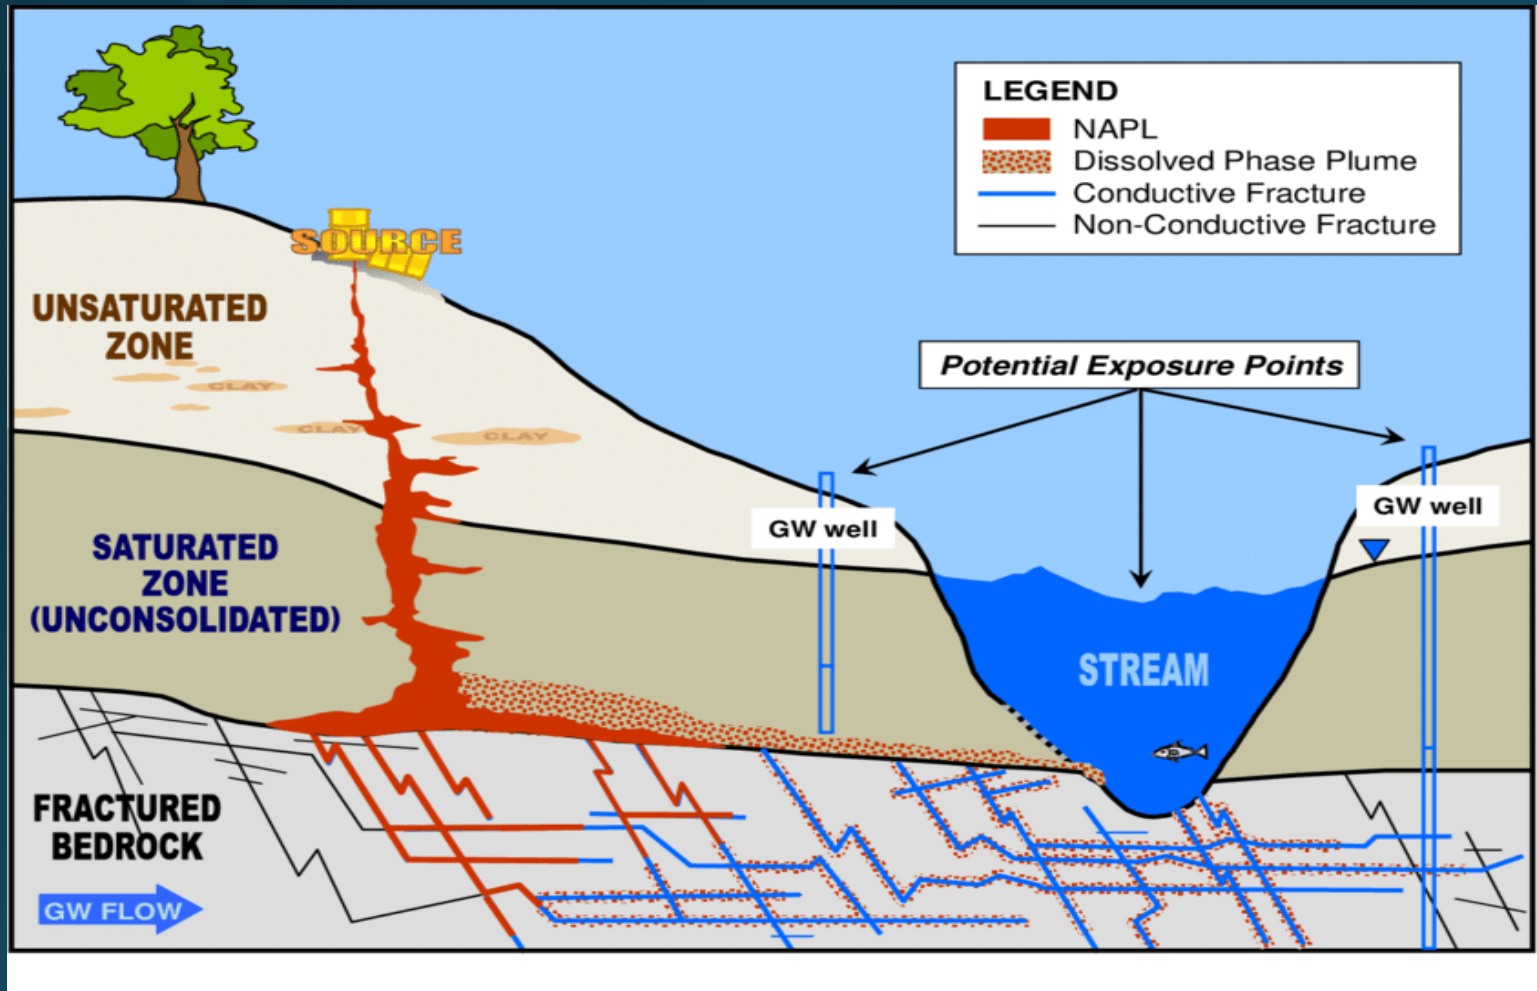 LEGEND
NAPL
Dissolved Phase Plume
Conductive Fracture
Non-Conductive Fracture
SOURCE
UNSATURATED
ZONE
CLAY
CLAY
CLAY
Potential Exposure Points
GW well
GW well
SATURATED
ZONE
(UNCONSOLIDATED)
STREAM
FRACTURED
BEDROCK
GW FLOW